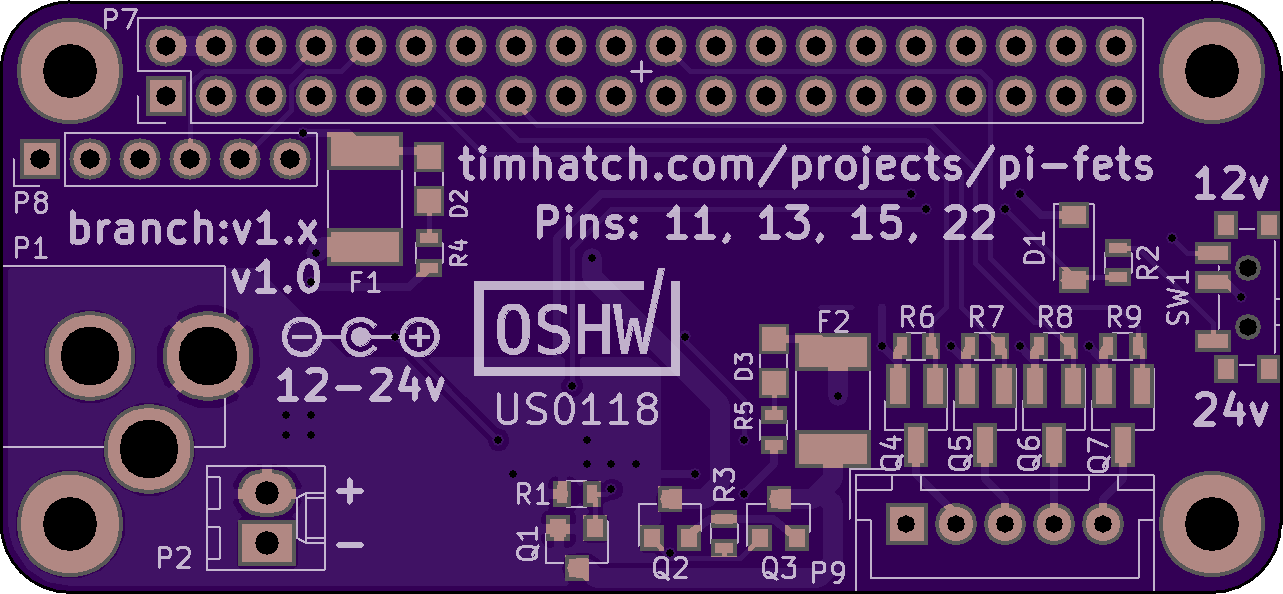 P7
timhatch.com/projects/pi-fets
12v
P8
D2
branch:v1.x
Pins: 11, 13, 15, 22
P1
R4
D1
R2
v1.0
F1
SW1
OSHW
F2
R6 R7 R8 R9
12-24v
D3
US0118
R5
24v
Q4 Q5 Q6 Q7
+
R1
R3
Q1
-
P2
Q2
Q3
P9